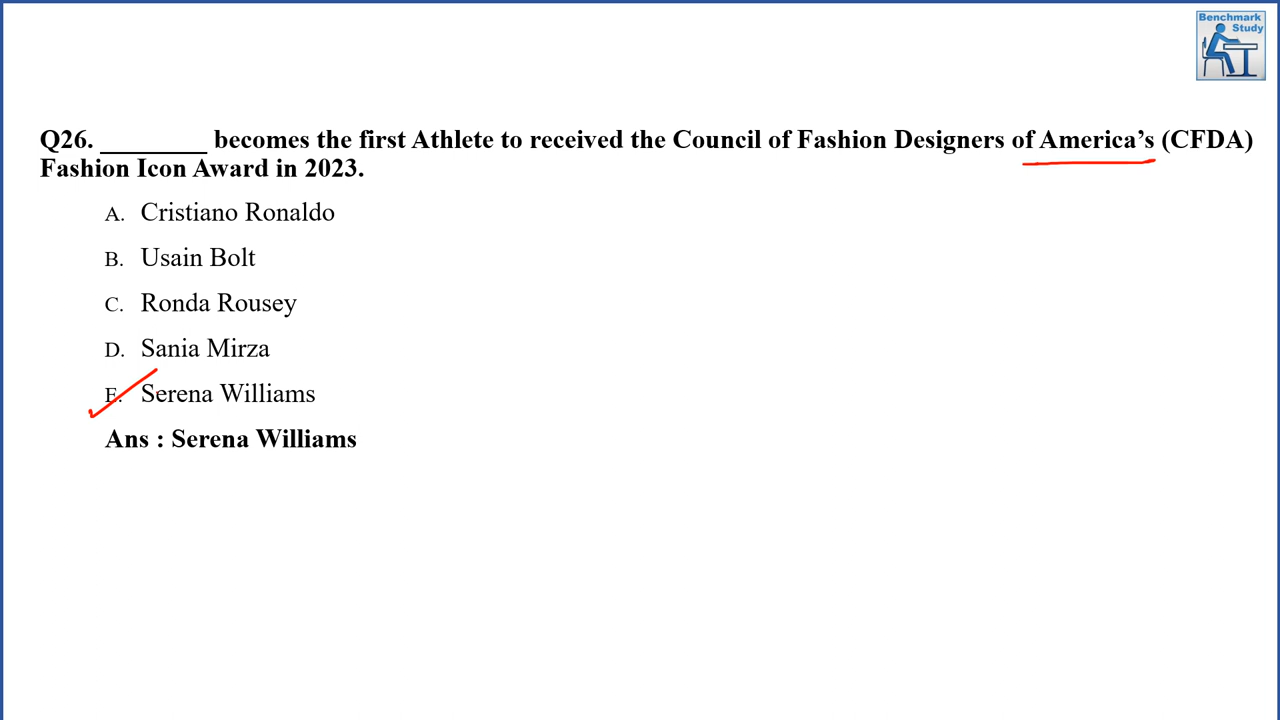 Benchmark
Study
Q26. ________ becomes the first Athlete to received the Council of Fashion Designers of America’s (CFDA)
Fashion Icon Award in 2023.
A. Cristiano Ronaldo
B. Usain Bolt
C. Ronda Rousey
D. Sania Mirza
E. Serena Williams
Ans : Serena Williams